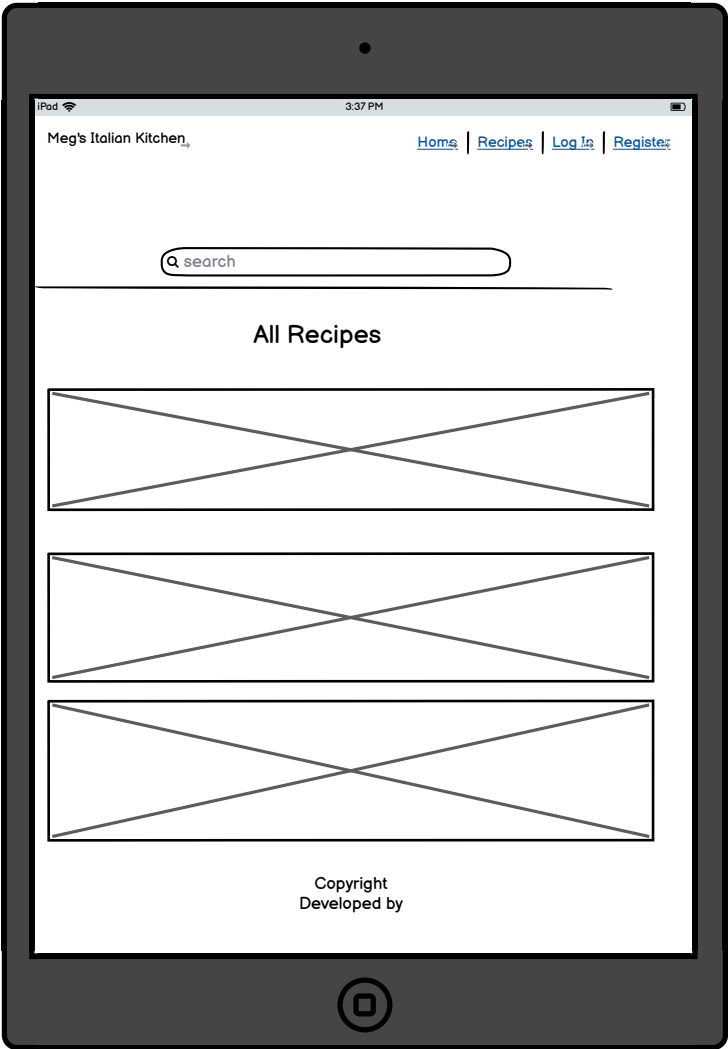 iPad 3:37 PM
Meg's Italian Kitchen
Home Recipes Log In Register
search
All Recipes
Copyright
Developed by